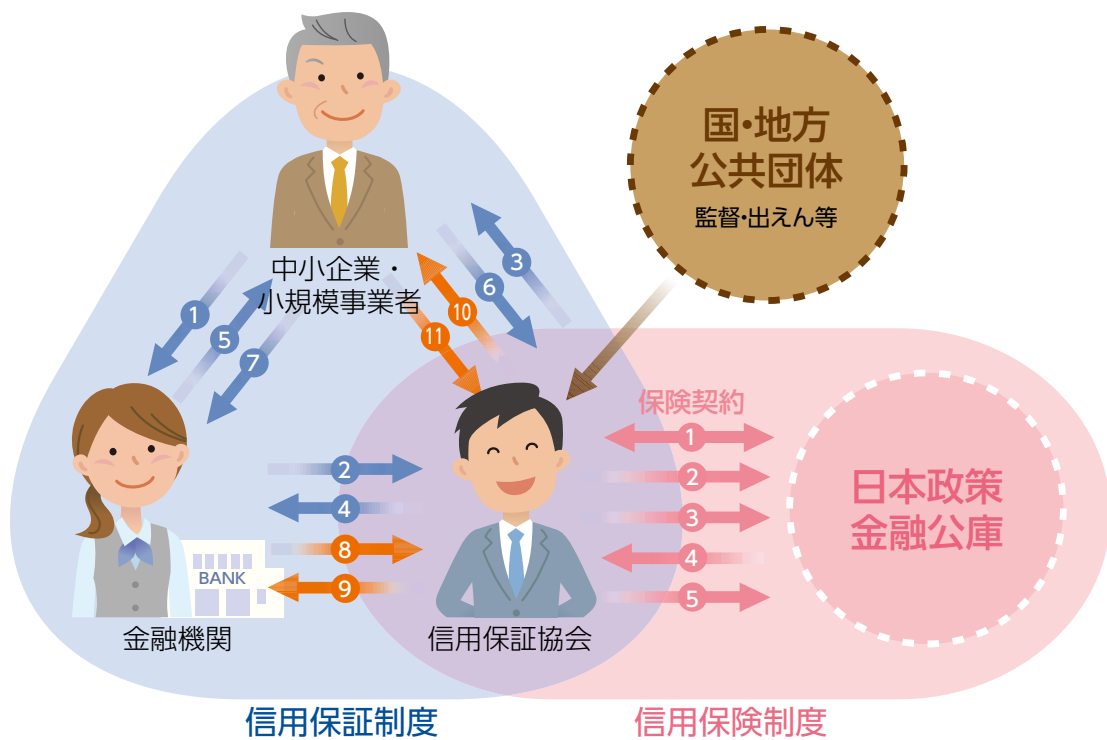 国・地方
公共団体
監督・出えん等
中小企業・
小規模事業者
3
6
10
11
1
5
7
保険契約
1
2
3
4
5
日本政策
金融公庫
2
4
8
9
BANK
金融機関
信用保証協会
信用保証制度
信用保険制度